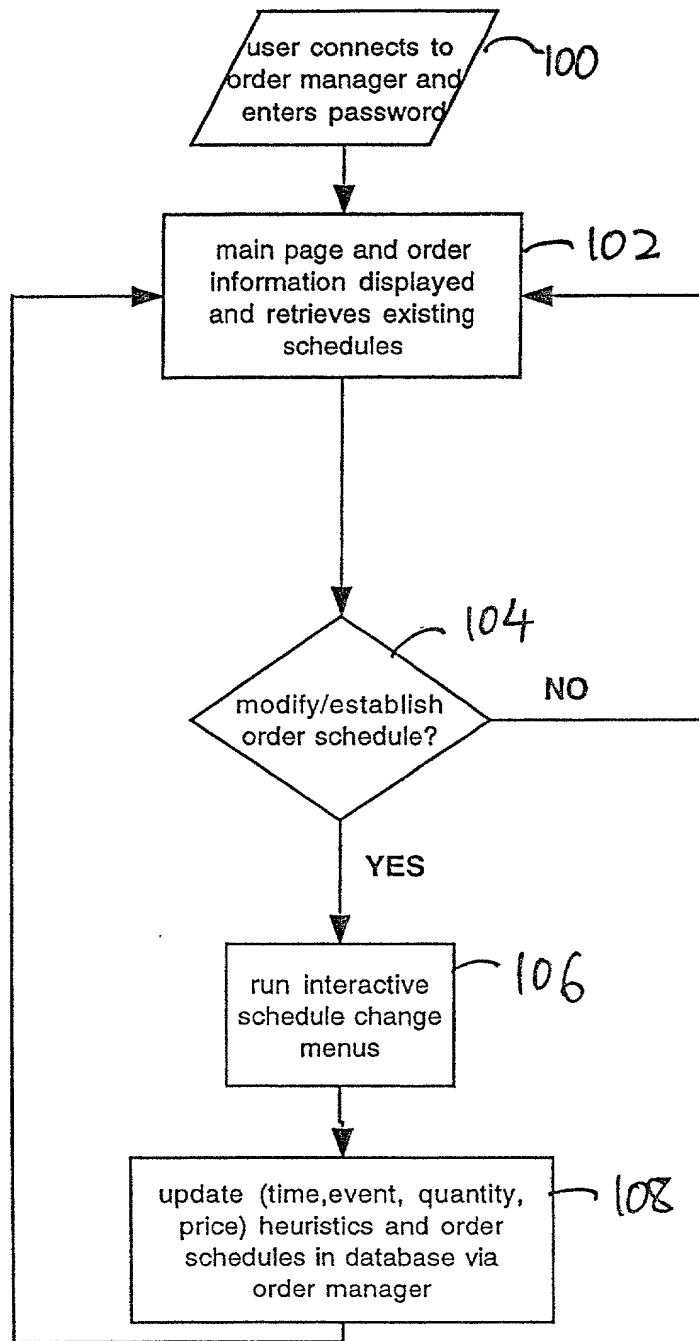 user connects to
order manager and
enters password
100
main page and order
information displayed
and retrieves existing
schedules
102
104
modify/establish
order schedule?
NO
YES
run interactive
schedule change
menus
106
update (time,event, quantity,
price) heuristics and order
schedules in database via
order manager
108